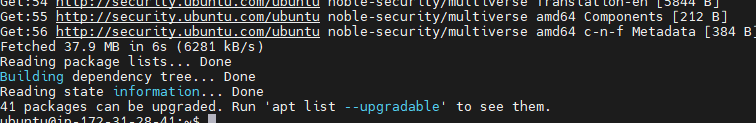 Get:54 http://security.ubuntu.com/ubuntu noble-security/multiverse Translation-en [5844 B]
Get:55 http://security.ubuntu.com/ubuntu noble-security/multiverse amd64 Components [212 B]
Get:56 http://security.ubuntu.com/ubuntu noble-security/multiverse amd64 c-n-f Metadata [384 B
Fetched 37.9 MB in 6s (6281 kB/s)
Reading package lists... Done
Building dependency tree... Done
Reading state information... Done
41 packages can be upgraded. Run 'apt list --upgradable' to see them.
ubuntu@ip-172-31-28-41:~$